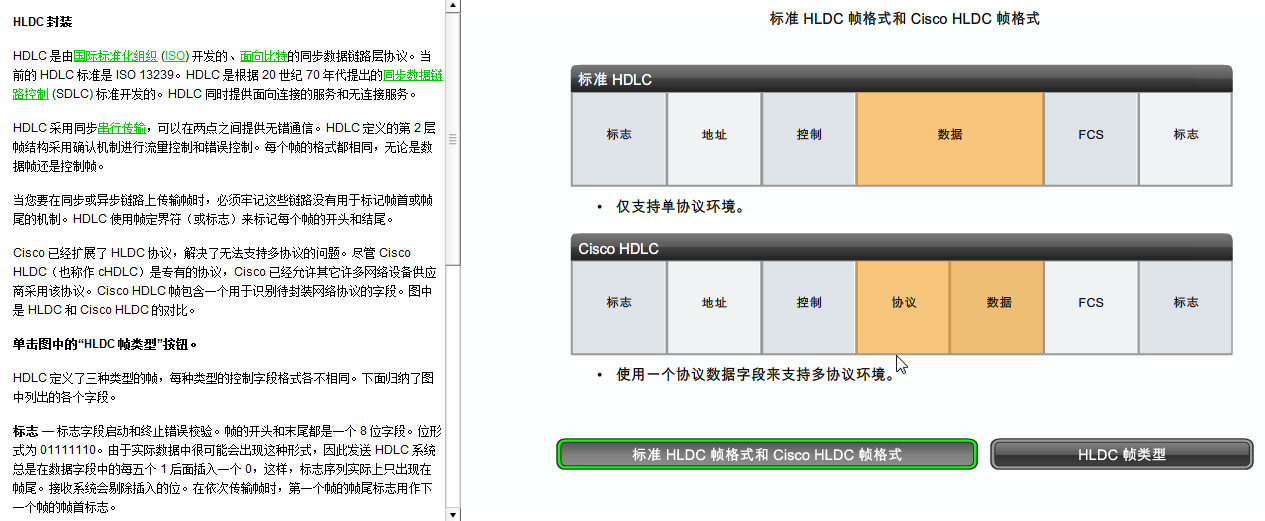 HLDC 封装
HDLC 是由国际标准化组织 (ISO) 开发的、面向比特的同步数据链路层协议。当
前的 HDLC 标准是 ISO 13239。HDLC 是根据 20 世纪 70 年代提出的同步数据链
路控制 (SDLC) 标准开发的。HDLC 同时提供面向连接的服务和无连接服务。
HDLC 采用同步串行传输，可以在两点之间提供无错通信。HDLC 定义的第 2 层
帧结构采用确认机制进行流量控制和错误控制。每个帧的格式都相同，无论是数
据帧还是控制帧。
当您要在同步或异步链路上传输帧时，必须牢记这些链路没有用于标记帧首或帧
尾的机制。HDLC 使用帧定界符（或标志）来标记每个帧的开头和结尾。
Cisco 已经扩展了 HLDC 协议，解决了无法支持多协议的问题。尽管 Cisco
HLDC（也称作 cHDLC）是专有的协议，Cisco 已经允许其它许多网络设备供应
商采用该协议。Cisco HDLC 帧包含一个用于识别待封装网络协议的字段。图中
是 HLDC 和 Cisco HLDC 的对比。
单击图中的“HLDC 帧类型”按钮。
HDLC 定义了三种类型的帧，每种类型的控制字段格式各不相同。下面归纳了图
中列出的各个字段。
标志 — 标志字段启动和终止错误校验。帧的开头和末尾都是一个 8 位字段。位形
式为 01111110。由于实际数据中很可能会出现这种形式，因此发送 HDLC 系统
总是在数据字段中的每五个 1 后面插入一个 0，这样，标志序列实际上只出现在
帧尾。接收系统会剔除插入的位。在依次传输帧时，第一个帧的帧尾标志用作下
一个帧的帧首标志。
标准 HDLC 帧格式和 Cisco HDLC 帧格式
标准 HDLC
标志 地址 控制 数据 FCS 标志
• 仅支持单协议环境。
Cisco HDLC
标志 地址 控制 协议 数据 FCS 标志
• 使用一个协议数据字段来支持多协议环境。
标准 HDLC 帧格式和 Cisco HDLC 帧格式
HDLC 帧类型